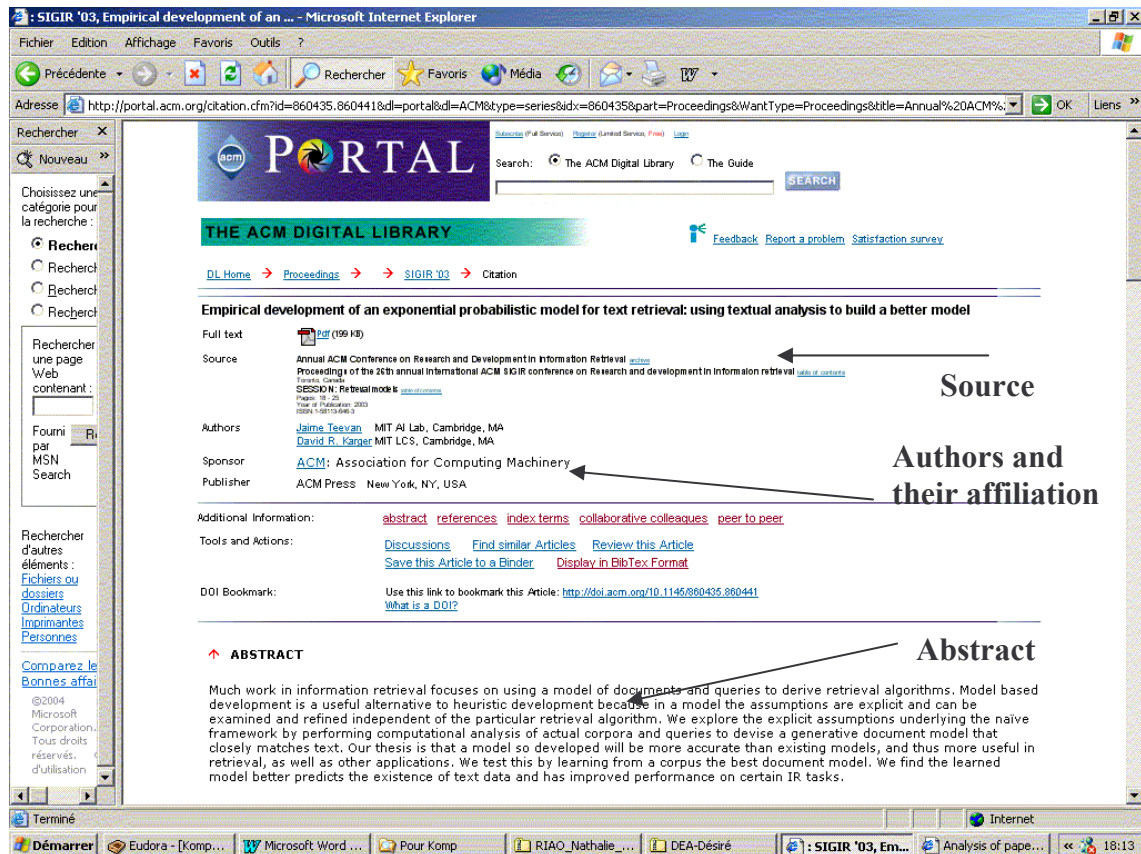 : SIGIR '03, Empirical development of an ... - Microsoft Internet Explorer
Fichier Edition Affichage Favoris Outils ?
Précédente Rechercher Favoris Média
Adresse http://portal.acm.org/citation.cfm?id=860435.860441&dl=portal&dl=ACM&type=series&idx=860435&part=Proceedings&WantType=Proceedings&title=Annual%20ACM% OK Liens »
Rechercher X
Nouveau »
Choisissez une
catégorie pour
la recherche :
Recher
Recherch
Recherch
Recherch
Rechercher
une page
Web
contenant :
Fourni
par
MSN
Search
Rechercher
d'autres
éléments :
Fichiers ou
dossiers
Ordinateurs
Imprimantes
Personnes
Comparez le
Bonnes affai
©2004
Microsoft
Corporation.
Tous droits
réservés.
d'utilisation
acm PORTAL
Subscribe (Full Service) Register (Limited Service, Free) Login
Search: The ACM Digital Library The Guide
SEARCH
THE ACM DIGITAL LIBRARY
Feedback Report a problem Satisfaction survey
DL Home → Proceedings → → SIGIR '03 → Citation
Empirical development of an exponential probabilistic model for text retrieval: using textual analysis to build a better model
Full text Pdf (199 KB)
Source Annual ACM Conference on Research and Development in Information Retrieval archive
Proceedings of the 26th annual international ACM SIGIR conference on Research and development in informaion retrieval table of contents
Toronto, Canada
SESSION: Retrieval models table of contents
Pages: 18 - 25
Year of Publication: 2003
ISBN:1-58113-646-3
Source
Authors Jaime Teevan MIT AI Lab, Cambridge, MA
David R. Karger MIT LCS, Cambridge, MA
Sponsor ACM: Association for Computing Machinery
Publisher ACM Press New York, NY, USA
Authors and
their affiliation
Additional Information: abstract references index terms collaborative colleagues peer to peer
Tools and Actions: Discussions Find similar Articles Review this Article
Save this Article to a Binder Display in BibTex Format
DOI Bookmark: Use this link to bookmark this Article: http://doi.acm.org/10.1145/860435.860441
What is a DOI?
Abstract
↑ ABSTRACT
Much work in information retrieval focuses on using a model of documents and queries to derive retrieval algorithms. Model based
development is a useful alternative to heuristic development because in a model the assumptions are explicit and can be
examined and refined independent of the particular retrieval algorithm. We explore the explicit assumptions underlying the naïve
framework by performing computational analysis of actual corpora and queries to devise a generative document model that
closely matches text. Our thesis is that a model so developed will be more accurate than existing models, and thus more useful in
retrieval, as well as other applications. We test this by learning from a corpus the best document model. We find the learned
model better predicts the existence of text data and has improved performance on certain IR tasks.
Terminé Internet
Démarrer Eudora - [Komp... Microsoft Word ... Pour Komp RIAO_Nathalie_... DEA-Désiré : SIGIR '03, Em... Analysis of pape... « 18:13